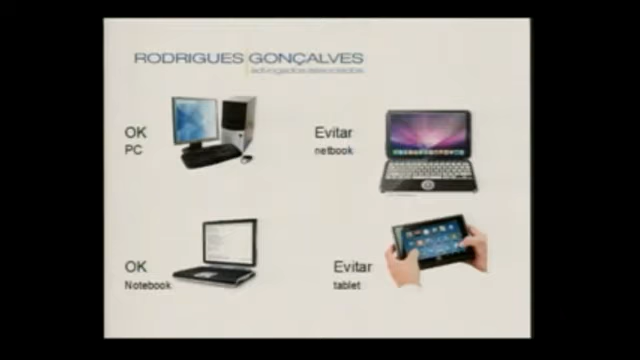 RODRIGUES GONÇALVES
advogados associados
OK
PC
Evitar
netbook
OK
Notebook
Evitar
tablet